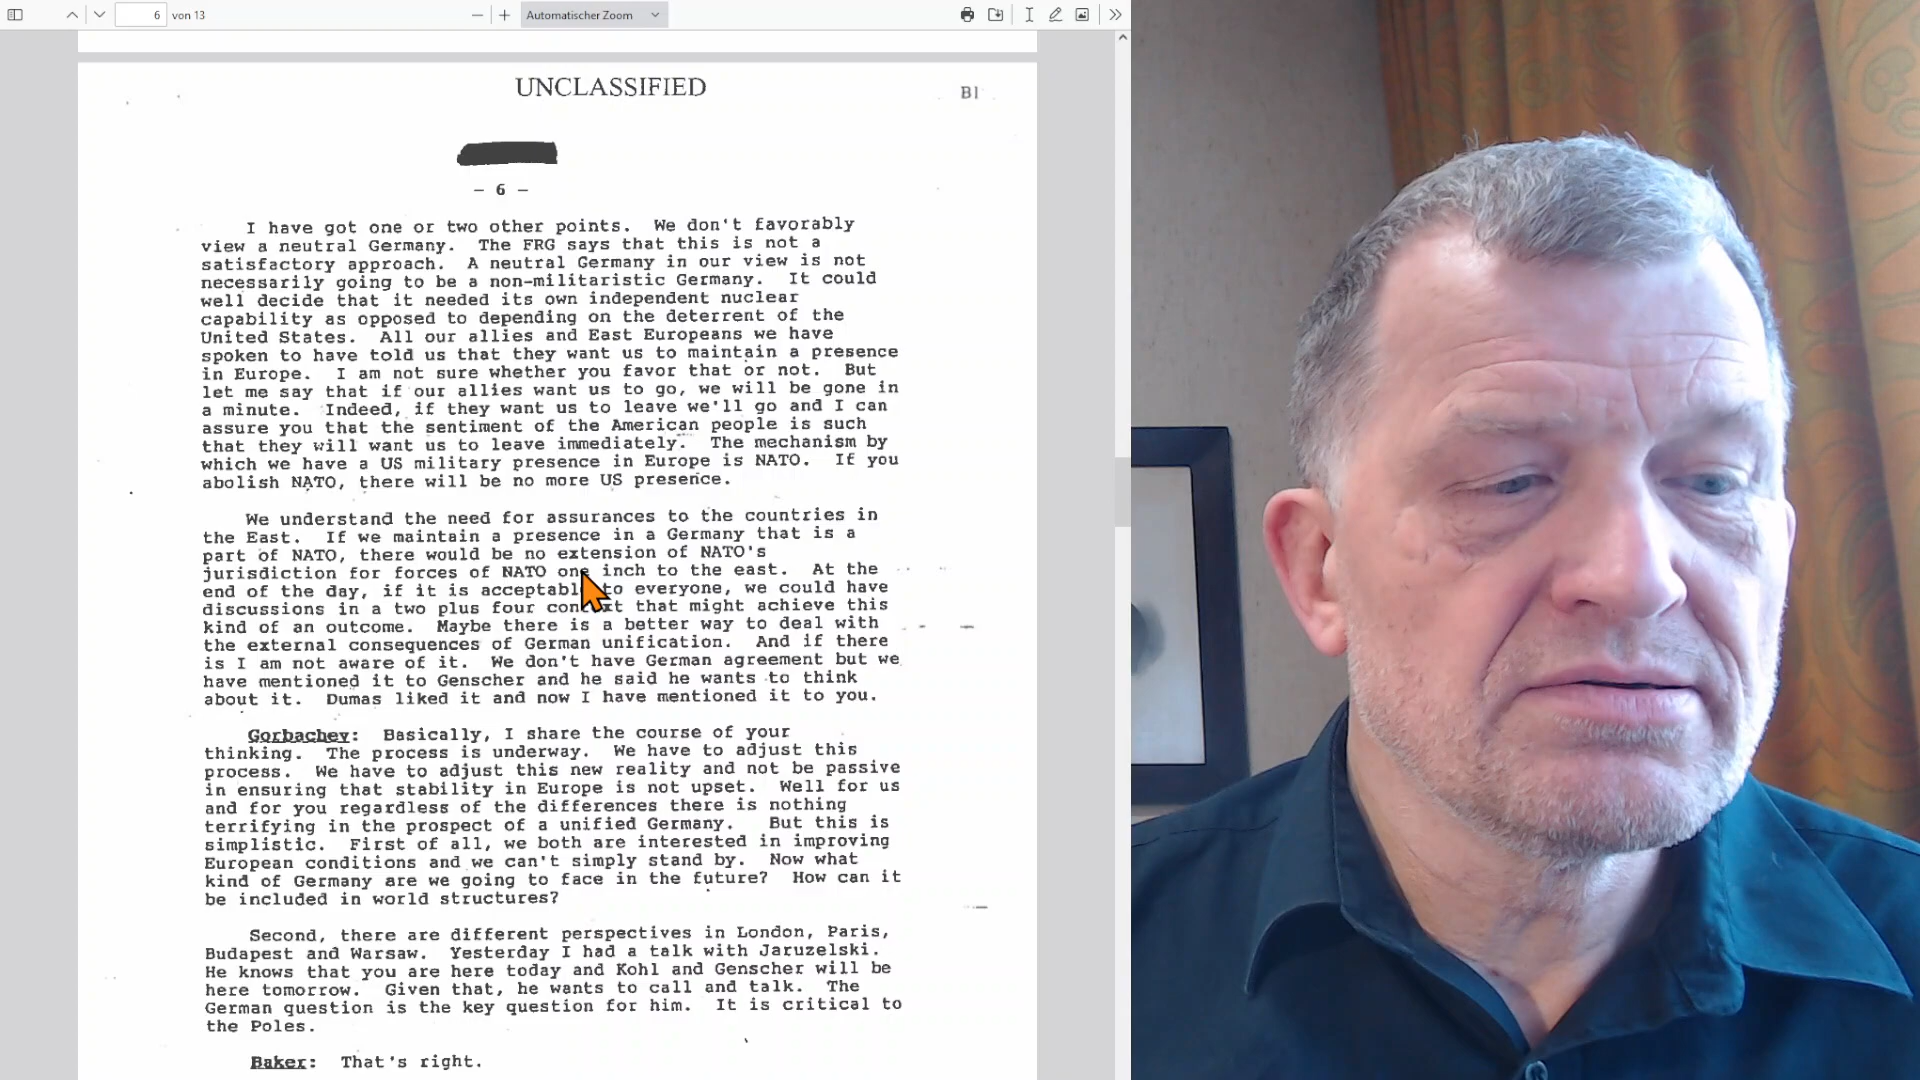 6 von 13
Automatischer Zoom
UNCLASSIFIED
B1
- 6 -
I have got one or two other points. We don't favorably
view a neutral Germany. The FRG says that this is not a
satisfactory approach. A neutral Germany in our view is not
necessarily going to be a non-militaristic Germany. It could
well decide that it needed its own independent nuclear
capability as opposed to depending on the deterrent of the
United States. All our allies and East Europeans we have
spoken to have told us that they want us to maintain a presence
in Europe. I am not sure whether you favor that or not. But
let me say that if our allies want us to go, we will be gone in
a minute. Indeed, if they want us to leave we'll go and I can
assure you that the sentiment of the American people is such
that they will want us to leave immediately. The mechanism by
which we have a US military presence in Europe is NATO. If you
abolish NATO, there will be no more US presence.
We understand the need for assurances to the countries in
the East. If we maintain a presence in a Germany that is a
part of NATO, there would be no extension of NATO's
jurisdiction for forces of NATO one inch to the east. At the
end of the day, if it is acceptable to everyone, we could have
discussions in a two plus four context that might achieve this
kind of an outcome. Maybe there is a better way to deal with
the external consequences of German unification. And if there
is I am not aware of it. We don't have German agreement but we
have mentioned it to Genscher and he said he wants to think
about it. Dumas liked it and now I have mentioned it to you.
Gorbachev: Basically, I share the course of your
thinking. The process is underway. We have to adjust this
process. We have to adjust this new reality and not be passive
in ensuring that stability in Europe is not upset. Well for us
and for you regardless of the differences there is nothing
terrifying in the prospect of a unified Germany. But this is
simplistic. First of all, we both are interested in improving
European conditions and we can't simply stand by. Now what
kind of Germany are we going to face in the future? How can it
be included in world structures?
Second, there are different perspectives in London, Paris,
Budapest and Warsaw. Yesterday I had a talk with Jaruzelski.
He knows that you are here today and Kohl and Genscher will be
here tomorrow. Given that, he wants to call and talk. The
German question is the key question for him. It is critical to
the Poles.
Baker: That's right.